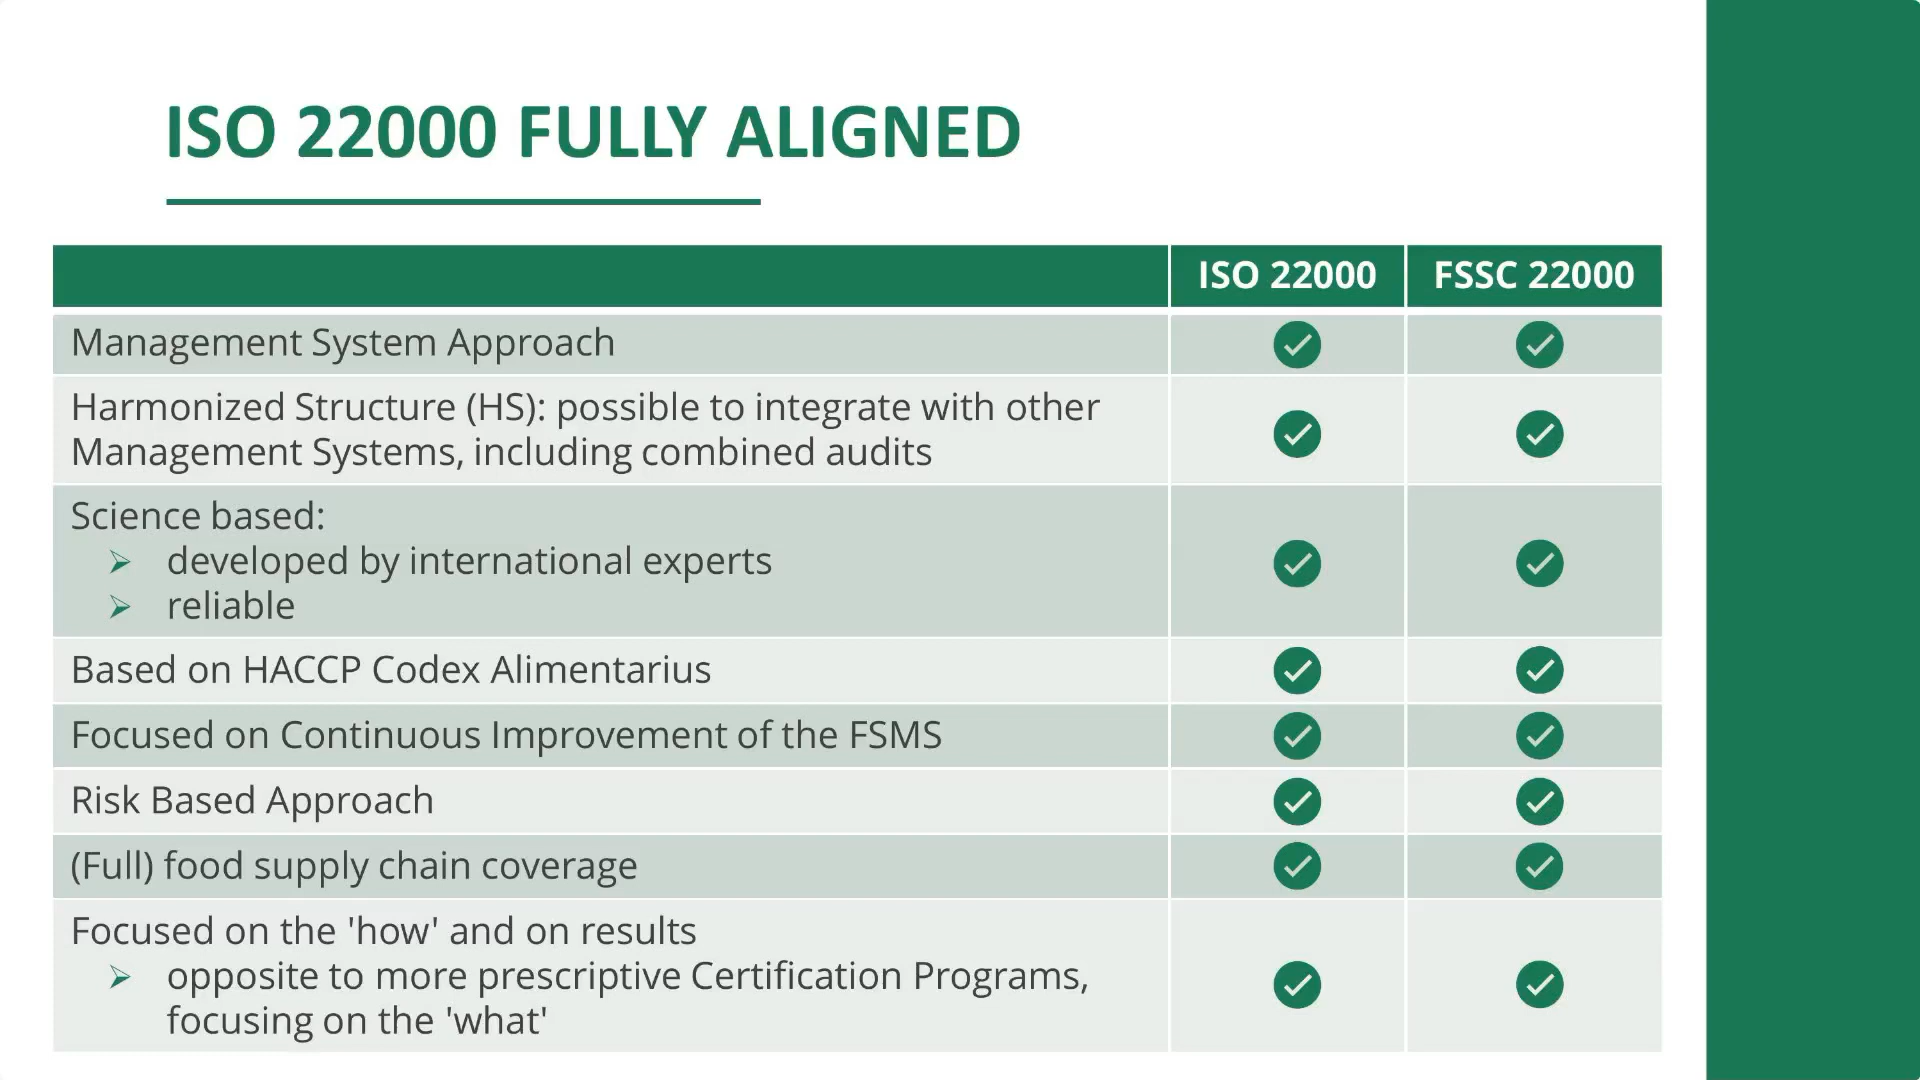 ISO 22000 FULLY ALIGNED
ISO 22000 FSSC 22000
Management System Approach
Harmonized Structure (HS): possible to integrate with other
Management Systems, including combined audits
Science based:
developed by international experts
reliable
Based on HACCP Codex Alimentarius
Focused on Continuous Improvement of the FSMS
Risk Based Approach
(Full) food supply chain coverage
Focused on the 'how' and on results
opposite to more prescriptive Certification Programs,
focusing on the 'what'